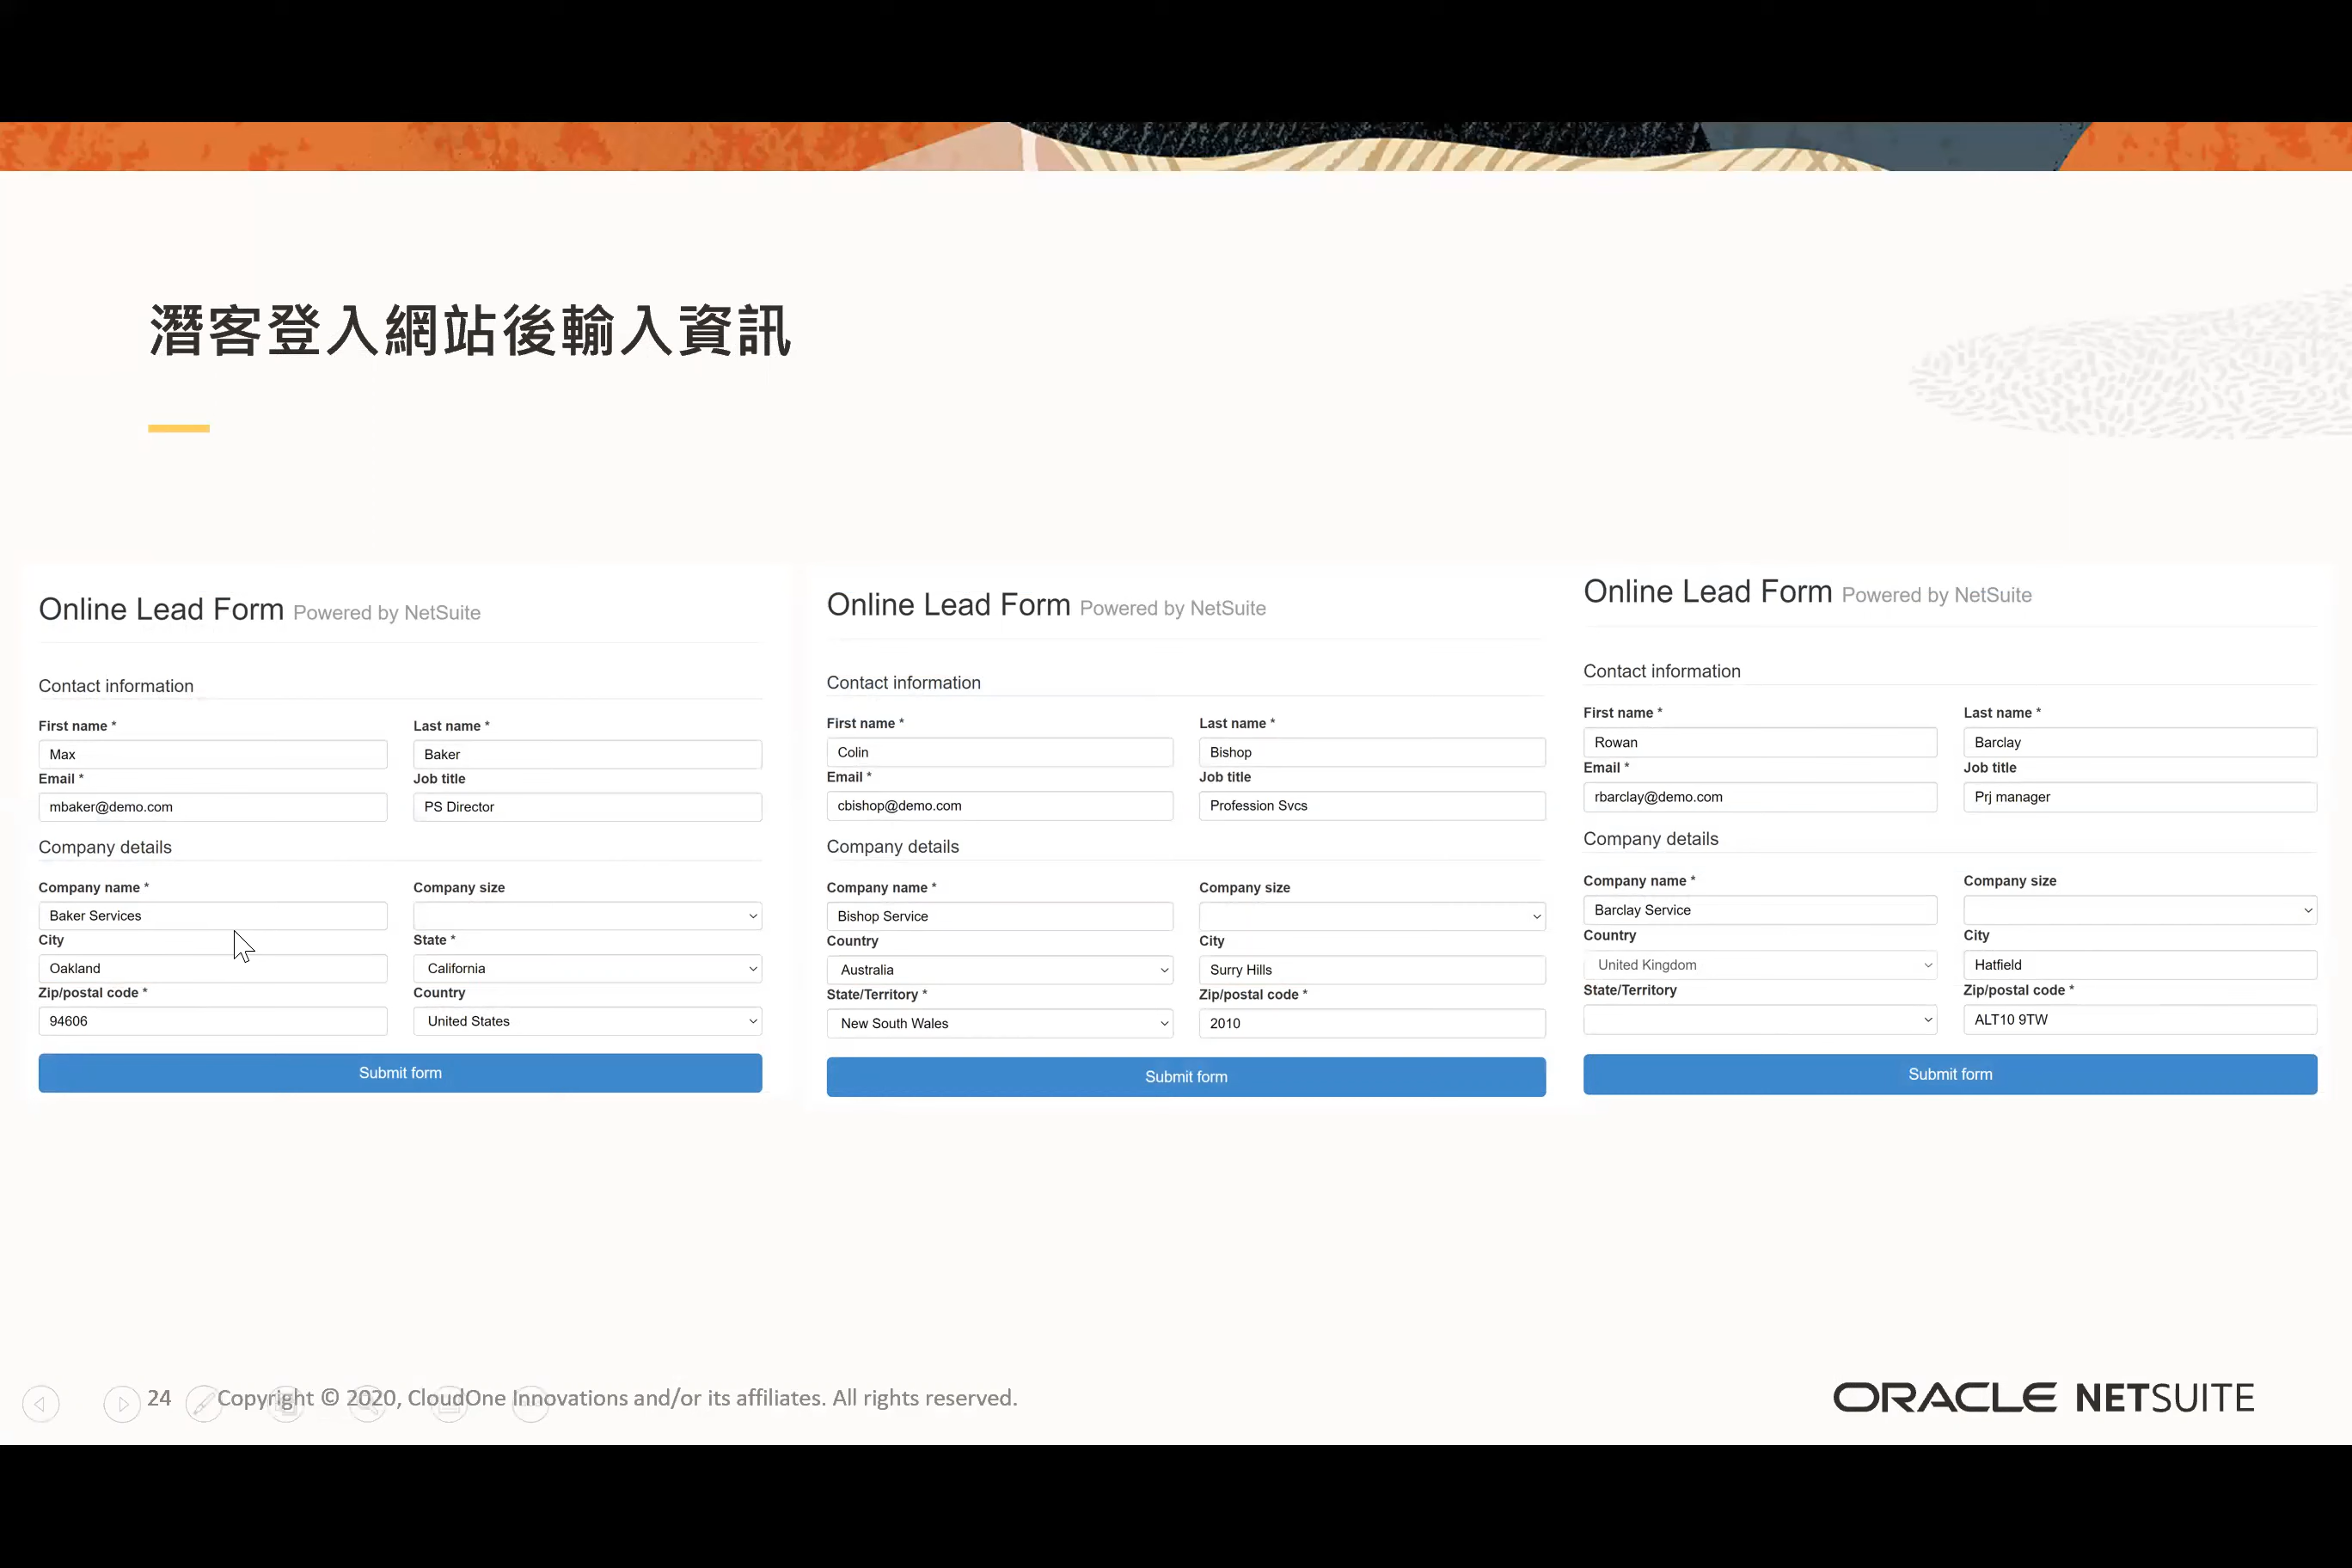 潛客登入網站後輸入資訊
Online Lead Form Powered by NetSuite
Contact information
First name * Last name *
Max Baker
Email * Job title
mbaker@demo.com PS Director
Company details
Company name * Company size
Baker Services
City State *
Oakland California
Zip/postal code * Country
94606 United States
Submit form
Online Lead Form Powered by NetSuite
Contact information
First name * Last name *
Colin Bishop
Email * Job title
cbishop@demo.com Profession Svcs
Company details
Company name * Company size
Bishop Service
Country City
Australia Surry Hills
State/Territory * Zip/postal code *
New South Wales 2010
Submit form
Online Lead Form Powered by NetSuite
Contact information
First name * Last name *
Rowan Barclay
Email * Job title
rbarclay@demo.com Prj manager
Company details
Company name * Company size
Barclay Service
Country City
United Kingdom Hatfield
State/Territory Zip/postal code *
ALT10 9TW
Submit form
24 Copyright © 2020, CloudOne Innovations and/or its affiliates. All rights reserved.
ORACLE NETSUITE